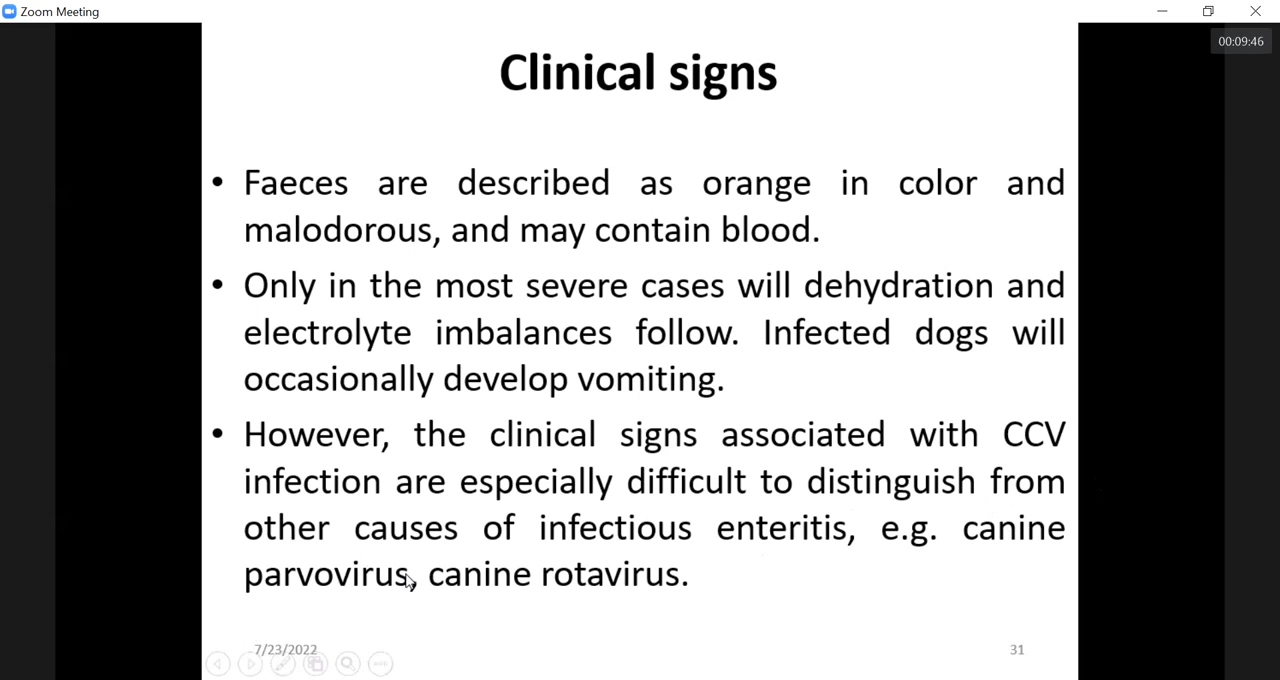 Zoom Meeting
00:09:46
Clinical signs
• Faeces are described as orange in color and
malodorous, and may contain blood.
• Only in the most severe cases will dehydration and
electrolyte imbalances follow. Infected dogs will
occasionally develop vomiting.
• However, the clinical signs associated with CCV
infection are especially difficult to distinguish from
other causes of infectious enteritis, e.g. canine
parvovirus, canine rotavirus.
7/23/2022
31